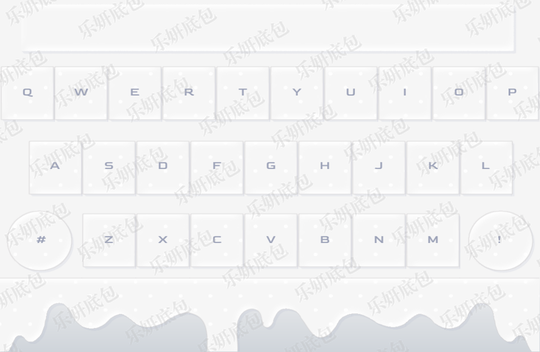 Q W E R T Y U I O P
A S D F G H J K L
# Z X C V B N M !
乐妍底包